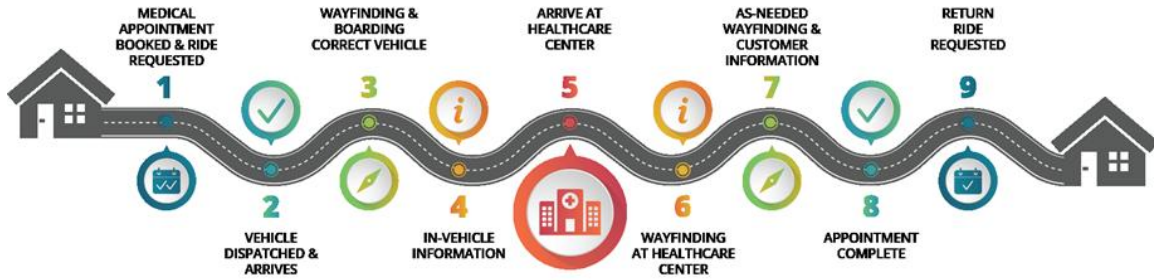 MEDICAL
APPOINTMENT
BOOKED & RIDE
REQUESTED
1
2
VEHICLE
DISPATCHED &
ARRIVES
WAYFINDING &
BOARDING
CORRECT VEHICLE
3
4
IN-VEHICLE
INFORMATION
ARRIVE AT
HEALTHCARE
CENTER
5
6
WAYFINDING
AT HEALTHCARE
CENTER
AS-NEEDED
WAYFINDING &
CUSTOMER
INFORMATION
7
8
APPOINTMENT
COMPLETE
RETURN
RIDE
REQUESTED
9